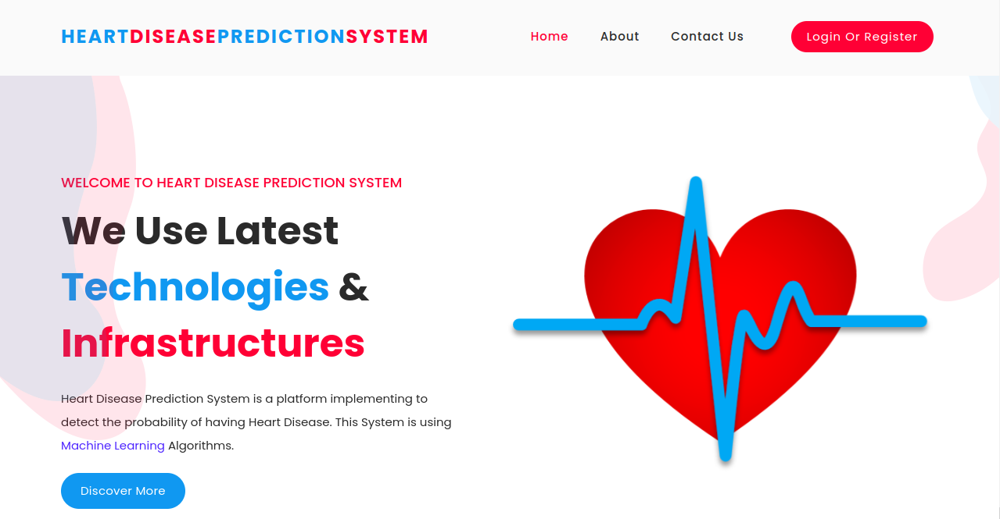 HEARTDISEASEPREDICTIONSYSTEM
Home
About
Contact Us
Login Or Register
WELCOME TO HEART DISEASE PREDICTION SYSTEM
We Use Latest
Technologies &
Infrastructures
Heart Disease Prediction System is a platform implementing to
detect the probability of having Heart Disease. This System is using
Machine Learning Algorithms.
Discover More